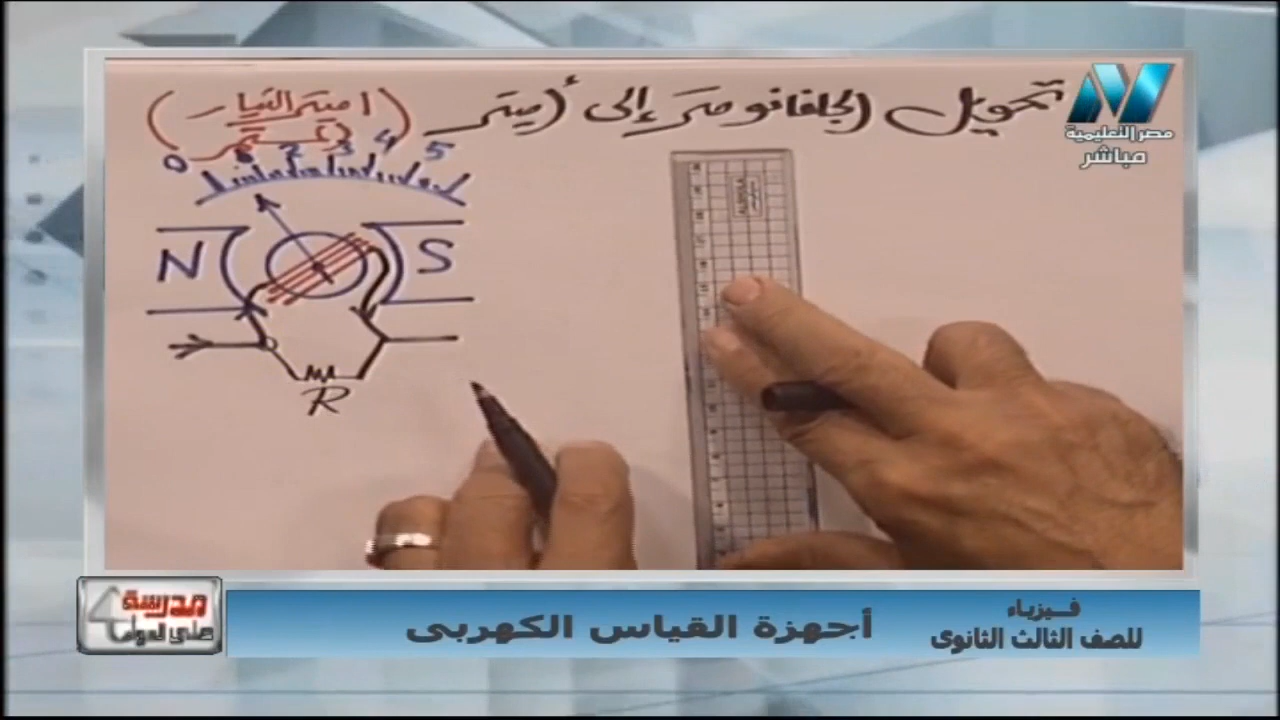 تحويل الجلفانومتر إلى أميتر
(اميتر التيار
المستمر)
0 1 2 3 4 5
N S
R
مصر التعليمية
مباشر
مدرسة
على الهواء
أجهزة القياس الكهربى
فيزياء
للصف الثالث الثانوى